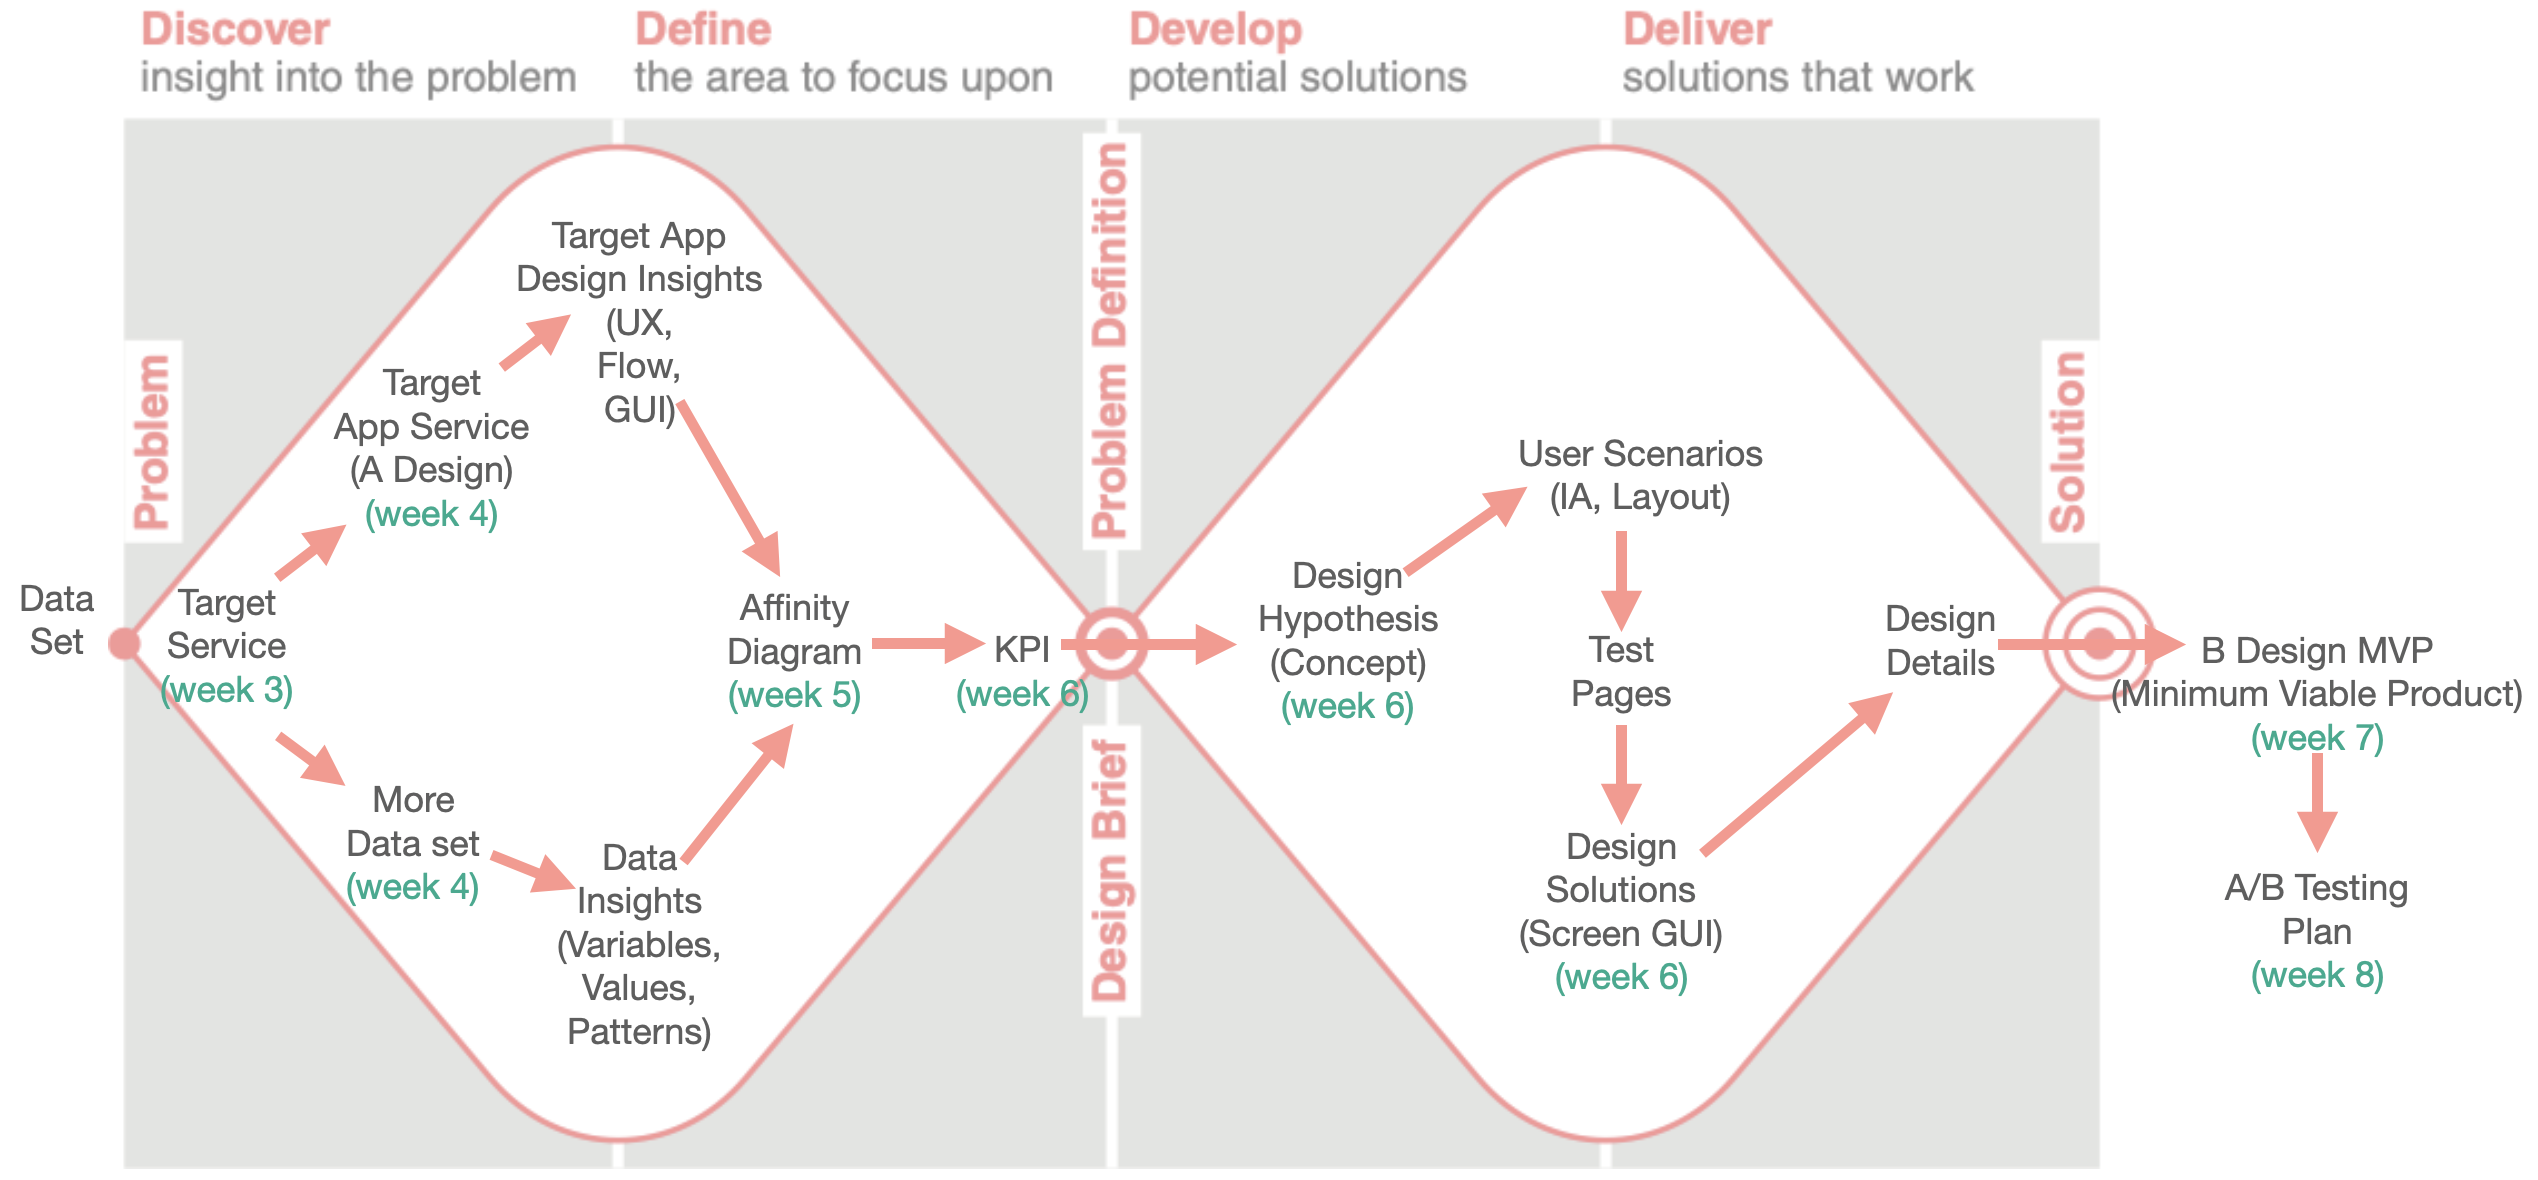 Discover
insight into the problem
Define
the area to focus upon
Develop
potential solutions
Deliver
solutions that work
Problem
Data
Set
Target
Service
(week 3)
Target
App Service
(A Design)
(week 4)
Target App
Design Insights
(UX,
Flow,
GUI)
More
Data set
(week 4)
Data
Insights
(Variables,
Values,
Patterns)
Affinity
Diagram
(week 5)
KPI
(week 6)
Problem Definition
Design Brief
Design
Hypothesis
(Concept)
(week 6)
User Scenarios
(IA, Layout)
Test
Pages
Design
Solutions
(Screen GUI)
(week 6)
Design
Details
Solution
B Design MVP
(Minimum Viable Product)
(week 7)
A/B Testing
Plan
(week 8)